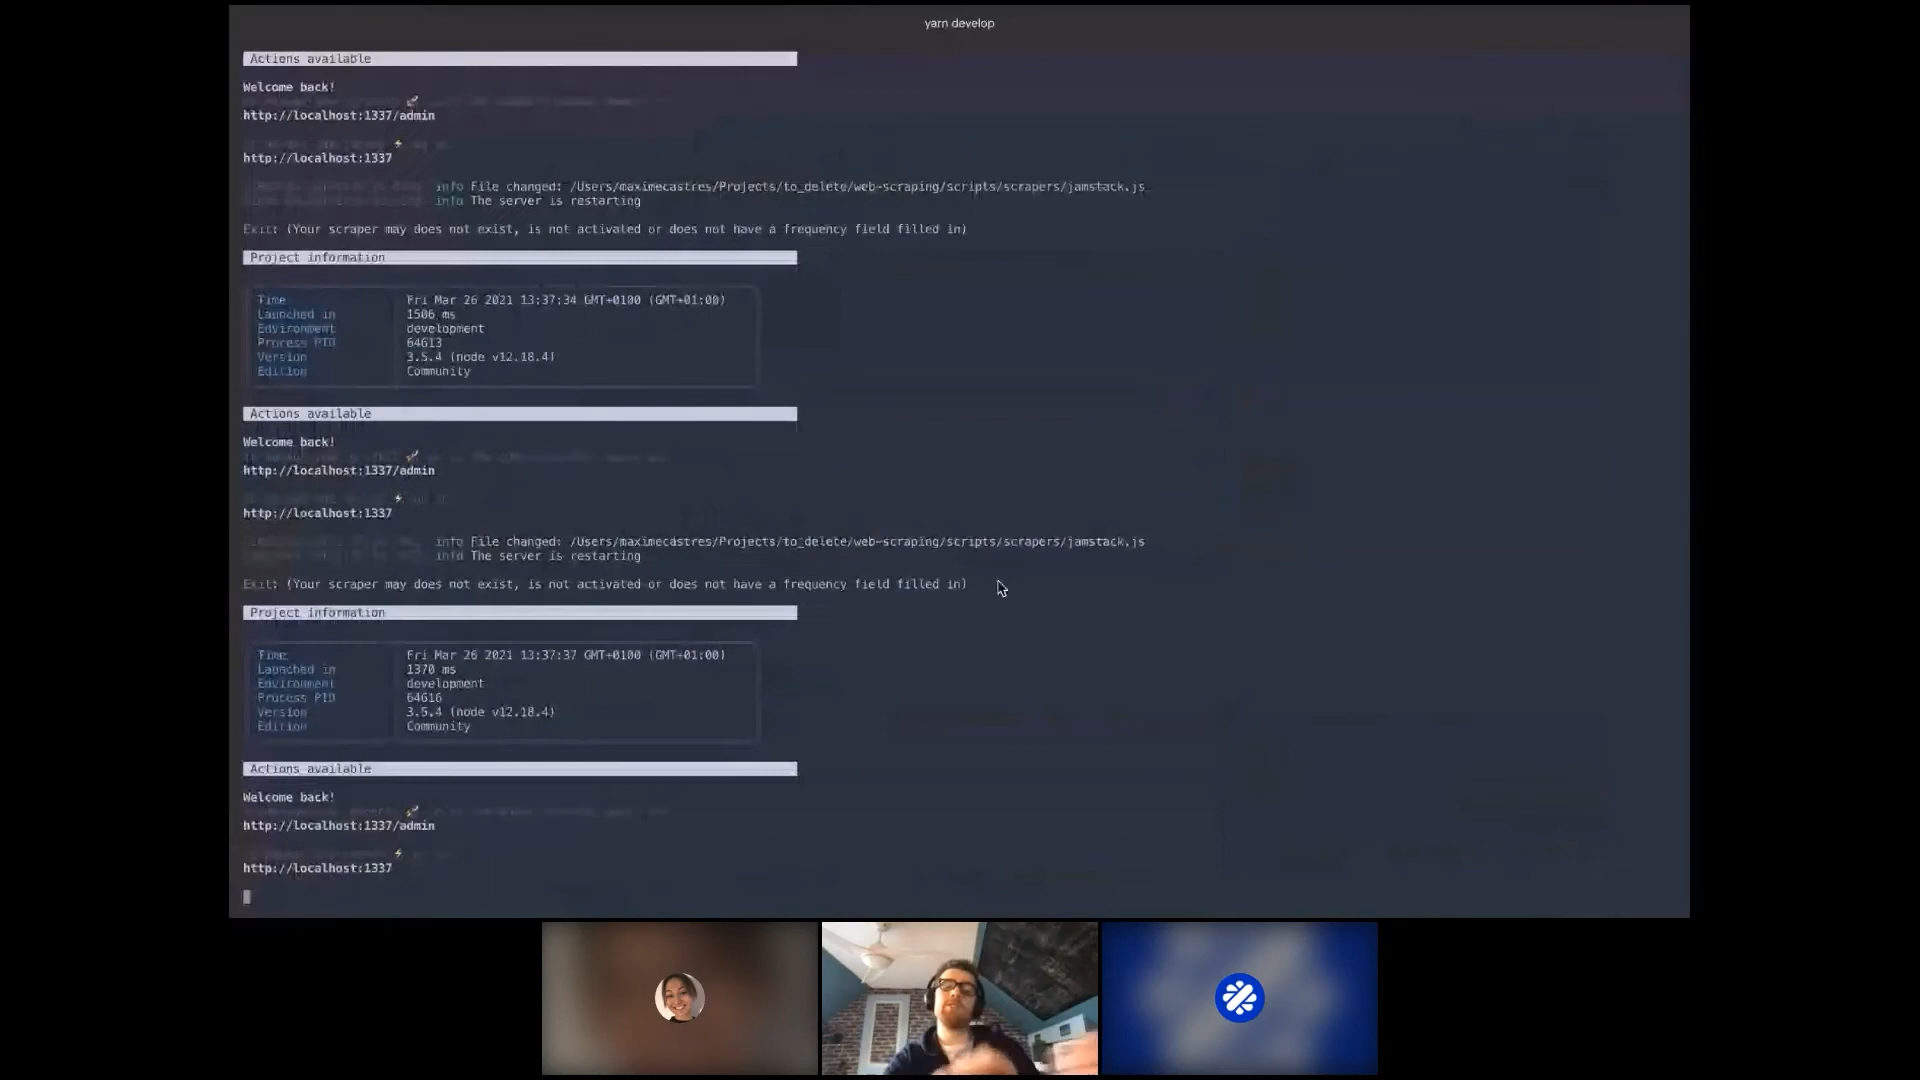 yarn develop
Actions available
Welcome back!
http://localhost:1337/admin
http://localhost:1337
info File changed: /Users/maximecastres/Projects/to_delete/web-scraping/scripts/scrapers/jamstack.js
info The server is restarting
Exit: (Your scraper may does not exist, is not activated or does not have a frequency field filled in)
Project information
Time Fri Mar 26 2021 13:37:34 GMT+0100 (GMT+01:00)
Launched in 1506 ms
Environment development
Process PID 64613
Version 3.5.4 (node v12.18.4)
Edition Community
Actions available
Welcome back!
http://localhost:1337/admin
http://localhost:1337
info File changed: /Users/maximecastres/Projects/to_delete/web-scraping/scripts/scrapers/jamstack.js
info The server is restarting
Exit: (Your scraper may does not exist, is not activated or does not have a frequency field filled in)
Project information
Time Fri Mar 26 2021 13:37:37 GMT+0100 (GMT+01:00)
Launched in 1370 ms
Environment development
Process PID 64616
Version 3.5.4 (node v12.18.4)
Edition Community
Actions available
Welcome back!
http://localhost:1337/admin
http://localhost:1337